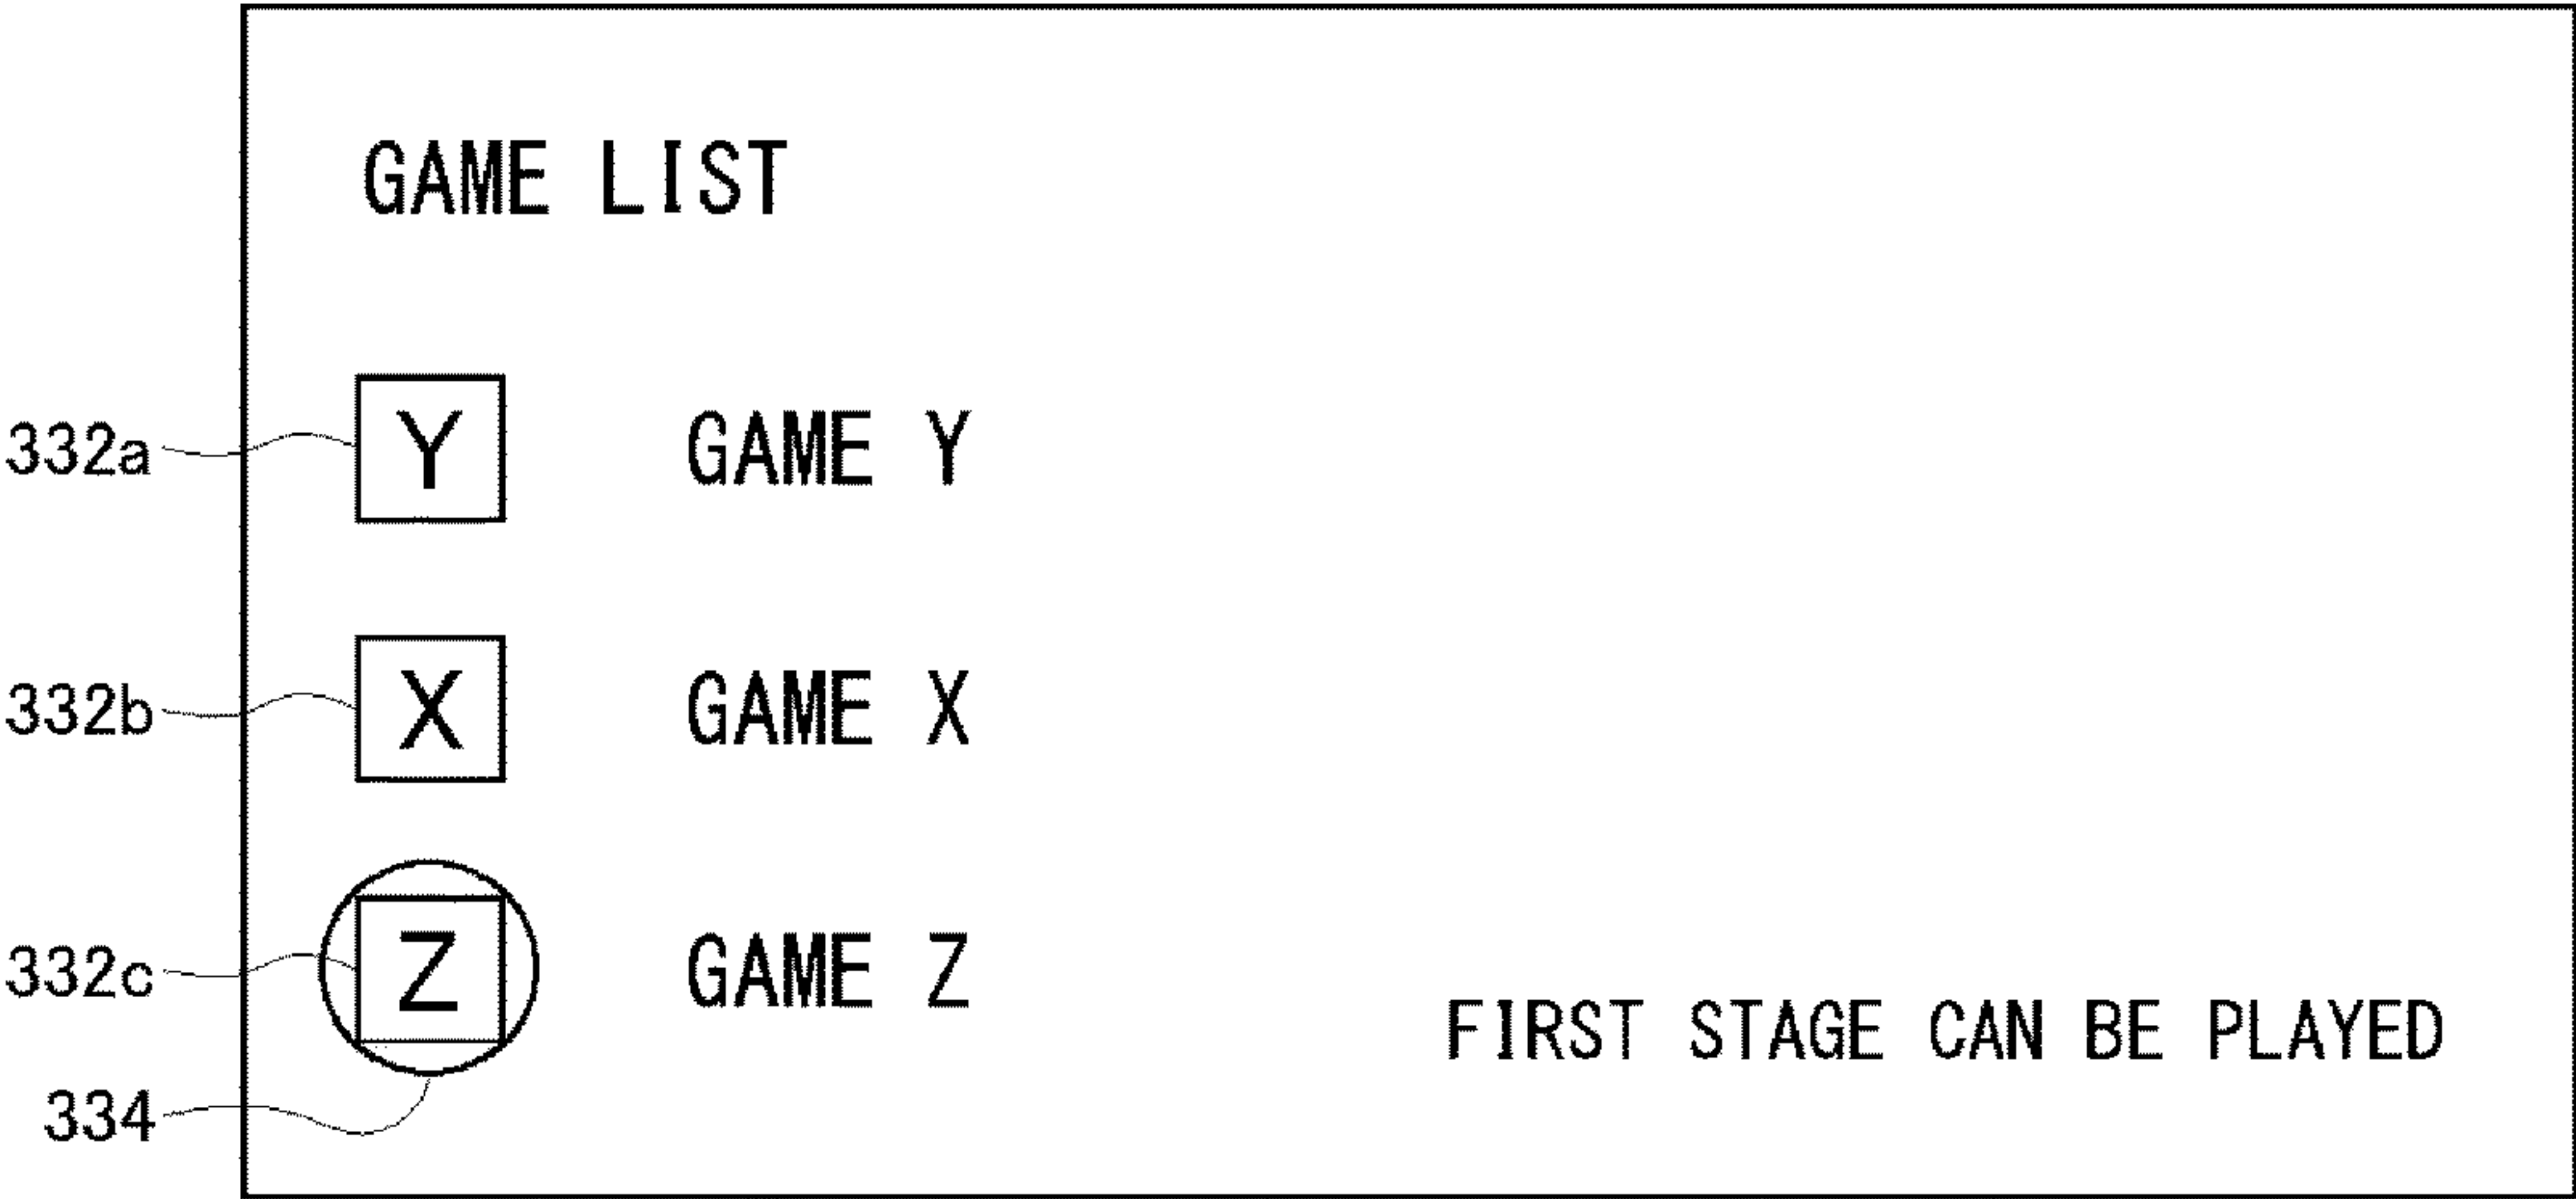 GAME LIST
332a Y GAME Y
332b X GAME X
332c Z GAME Z
FIRST STAGE CAN BE PLAYED
334